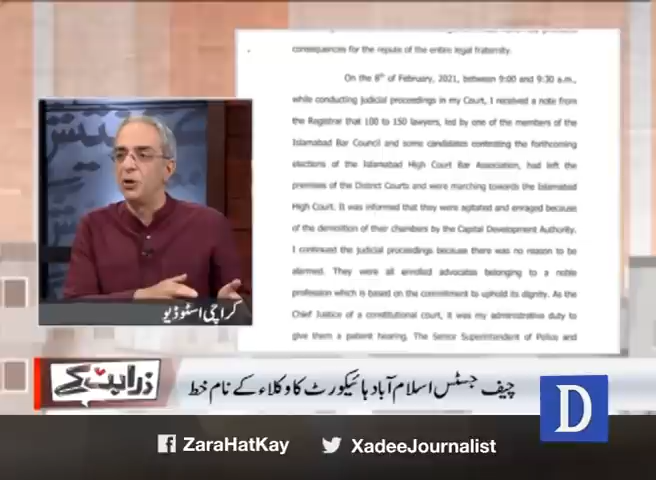 consequences for the repute of the entire legal fraternity.
On the 8th of February, 2021, between 9:00 and 9:30 a.m.,
while conducting judicial proceedings in my Court, I received a note from
the Registrar that 100 to 150 lawyers, led by one of the members of the
Islamabad Bar Council and some candidates contesting the forthcoming
elections of the Islamabad High Court Bar Association, had left the
premises of the District Courts and were marching towards the Islamabad
High Court. It was informed that they were agitated and enraged because
of the demolition of their chambers by the Capital Development Authority.
I continued the judicial proceedings because there was no reason to be
alarmed. They were all enrolled advocates belonging to a noble
profession which is based on the commitment to uphold its dignity. As the
Chief Justice of a constitutional court, it was my administrative duty to
give them a patient hearing. The Senior Superintendent of Police and
کراچی اسٹوڈیو
ذرا ہٹ کے
چیف جسٹس اسلام آباد ہائیکورٹ کا وکلاء کے نام خط
D
ZaraHatKay
XadeeJournalist